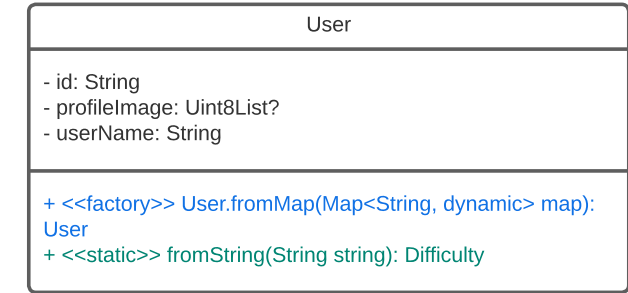 User
- id: String
- profileImage: Uint8List?
- userName: String
+ <<factory>> User.fromMap(Map<String, dynamic> map):
User
+ <<static>> fromString(String string): Difficulty